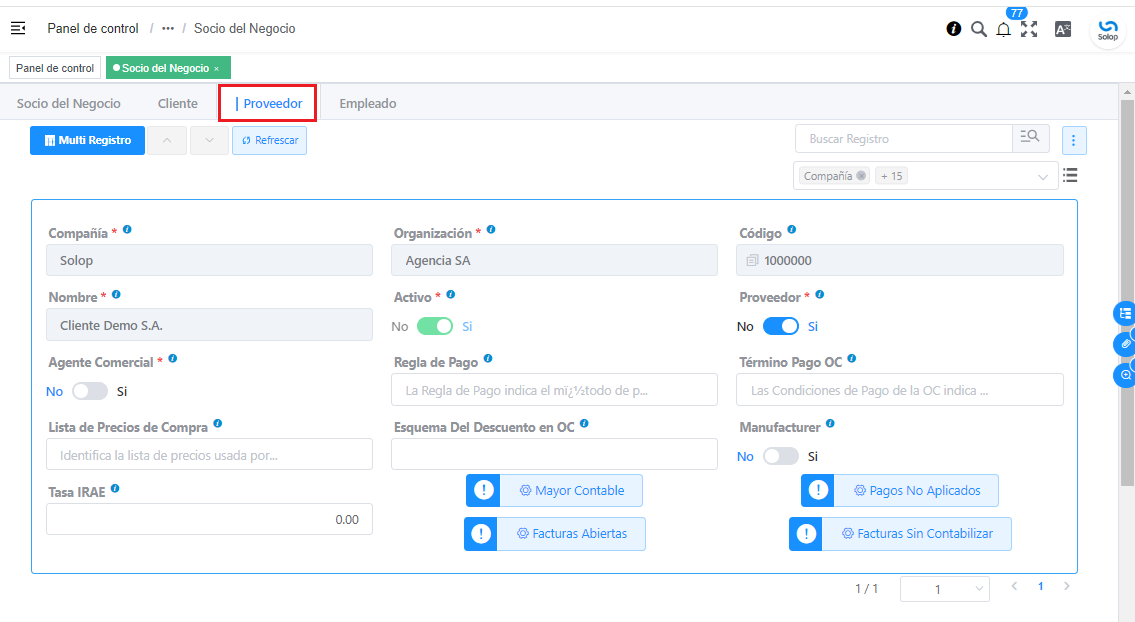 Panel de control / ••• / Socio del Negocio
77
Solop
Panel de control
Socio del Negocio ×
Socio del Negocio Cliente | Proveedor Empleado
Multi Registro Refrescar Buscar Registro
Compañía + 15
Compañía * Organización * Código
Solop Agencia SA 1000000
Nombre * Activo * Proveedor *
Cliente Demo S.A. No Si No Si
Agente Comercial * Regla de Pago Término Pago OC
No Si La Regla de Pago indica el mï¿½todo de p... Las Condiciones de Pago de la OC indica ...
Lista de Precios de Compra Esquema Del Descuento en OC Manufacturer
Identifica la lista de precios usada por... No Si
Tasa IRAE ! Mayor Contable ! Pagos No Aplicados
0.00
! Facturas Abiertas ! Facturas Sin Contabilizar
1 / 1 1 < 1 >